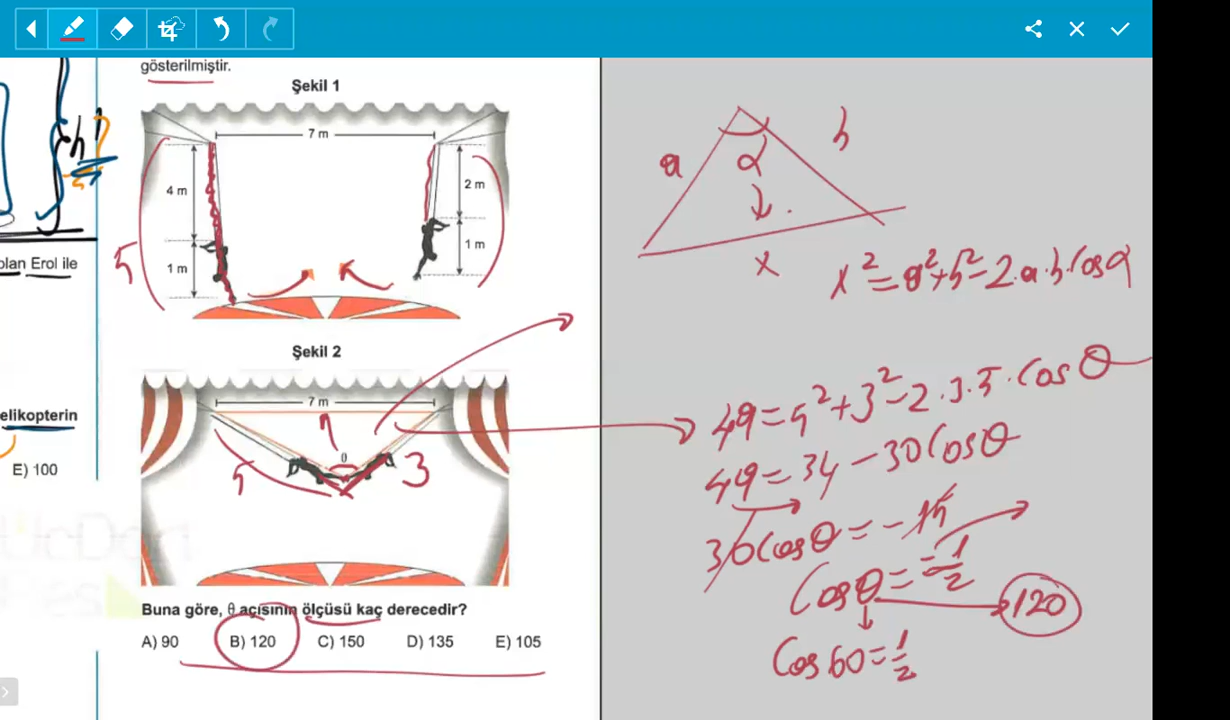 gösterilmiştir.
Şekil 1
7 m
4 m
2 m
1 m
1 m
5
h
olan Erol ile
Şekil 2
7 m
θ
5
3
elikopterin
E) 100
Buna göre, θ açısının ölçüsü kaç derecedir?
A) 90 B) 120 C) 150 D) 135 E) 105
a
b
α
x
x² = a² + b² - 2.a.b.Cosα
49 = 5² + 3² - 2.3.5.Cosθ
49 = 34 - 30Cosθ
30Cosθ = -15
Cosθ = -1/2
120
Cos60 = 1/2